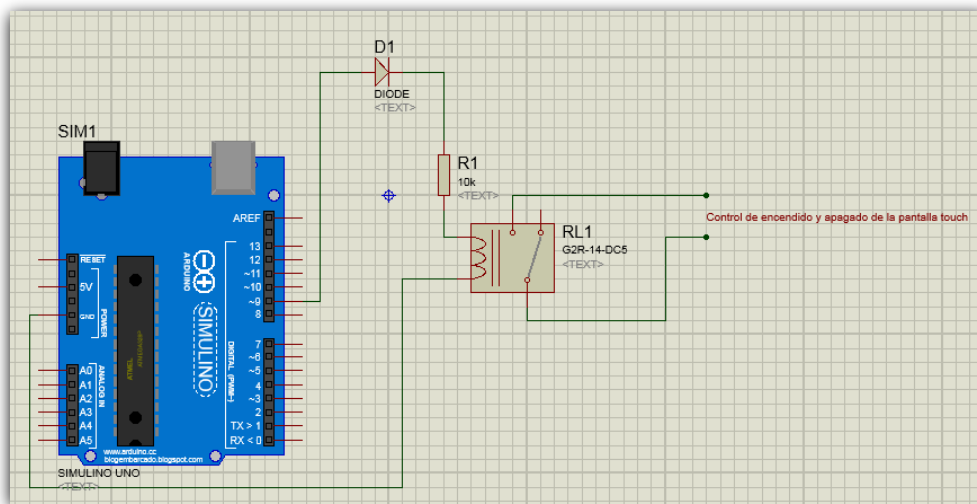 D1
DIODE
<TEXT>
SIM1
R1
10k
<TEXT>
Control de encendido y apagado de la pantalla touch
RL1
G2R-14-DC5
<TEXT>
AREF
13
12
~11
~10
~9
8
RESET
5V
GND
POWER
ARDUINO
SIMULINO
ATMEL
7
~6
~5
4
~3
2
TX > 1
RX < 0
DIGITAL (PWM~)
A0
A1
A2
A3
A4
A5
ANALOG IN
www.arduino.cc
blogembarcado.blogspot.com
SIMULINO UNO
<TEXT>